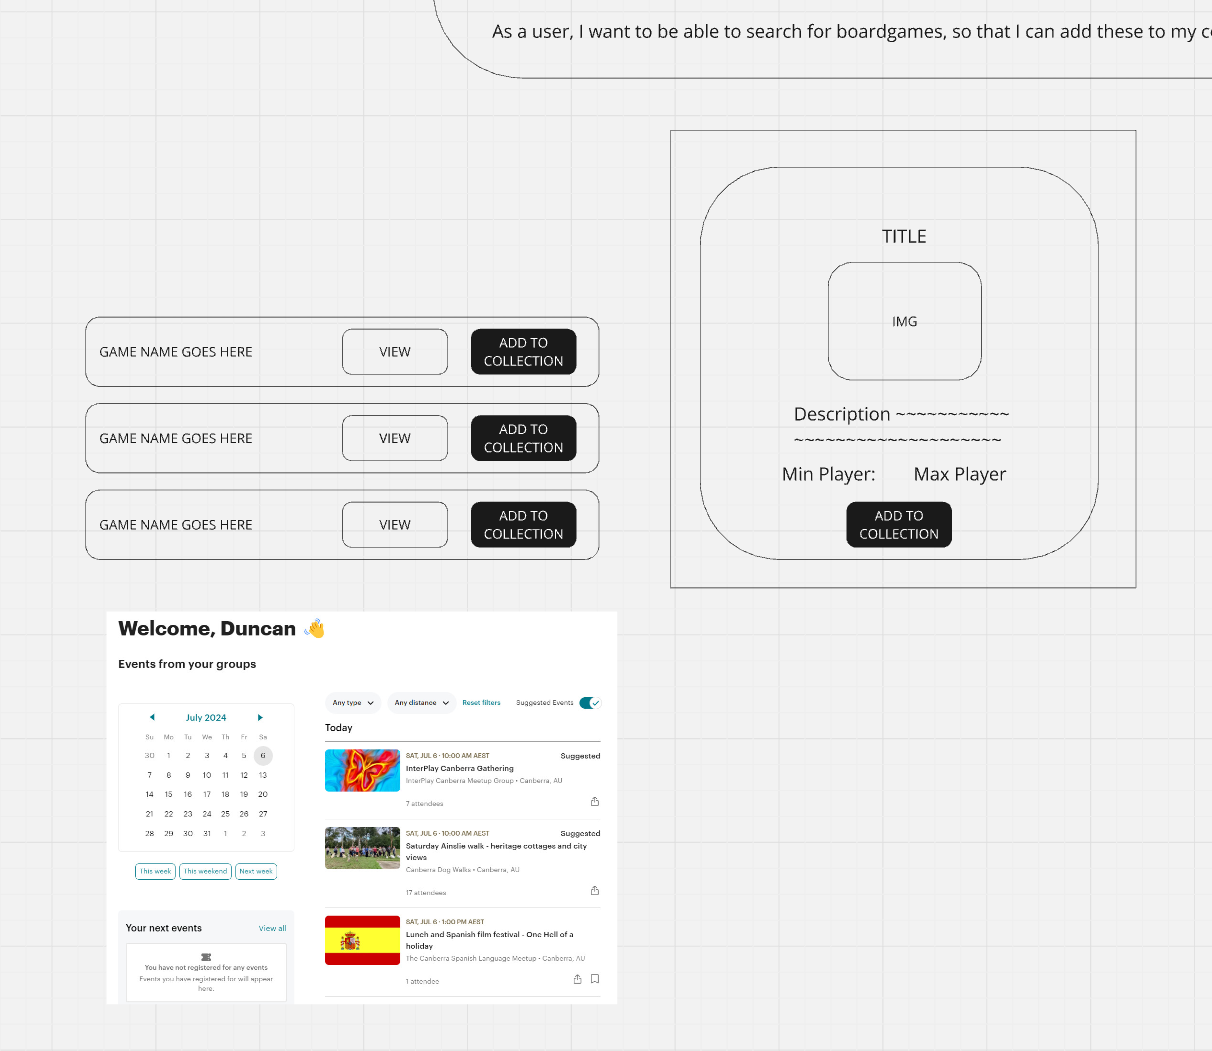 As a user, I want to be able to search for boardgames, so that I can add these to my
TITLE
IMG
Description ~~~~~~~~~~~
~~~~~~~~~~~~~~~~~~~~
Min Player: Max Player
ADD TO
COLLECTION
GAME NAME GOES HERE
VIEW
ADD TO
COLLECTION
GAME NAME GOES HERE
VIEW
ADD TO
COLLECTION
GAME NAME GOES HERE
VIEW
ADD TO
COLLECTION
Welcome, Duncan 👋
Events from your groups
July 2024
Su Mo Tu We Th Fr Sa
30 1 2 3 4 5 6
7 8 9 10 11 12 13
14 15 16 17 18 19 20
21 22 23 24 25 26 27
28 29 30 31 1 2 3
This week This weekend Next week
Your next events View all
You have not registered for any events
Events you have registered for will appear
here.
Any type Any distance Reset filters Suggested Events
Today
SAT, JUL 6 · 10:00 AM AEST Suggested
InterPlay Canberra Gathering
InterPlay Canberra Meetup Group • Canberra, AU
7 attendees
SAT, JUL 6 · 10:00 AM AEST Suggested
Saturday Ainslie walk - heritage cottages and city
views
Canberra Dog Walks • Canberra, AU
17 attendees
SAT, JUL 6 · 1:00 PM AEST
Lunch and Spanish film festival - One Hell of a
holiday
The Canberra Spanish Language Meetup • Canberra, AU
1 attendee